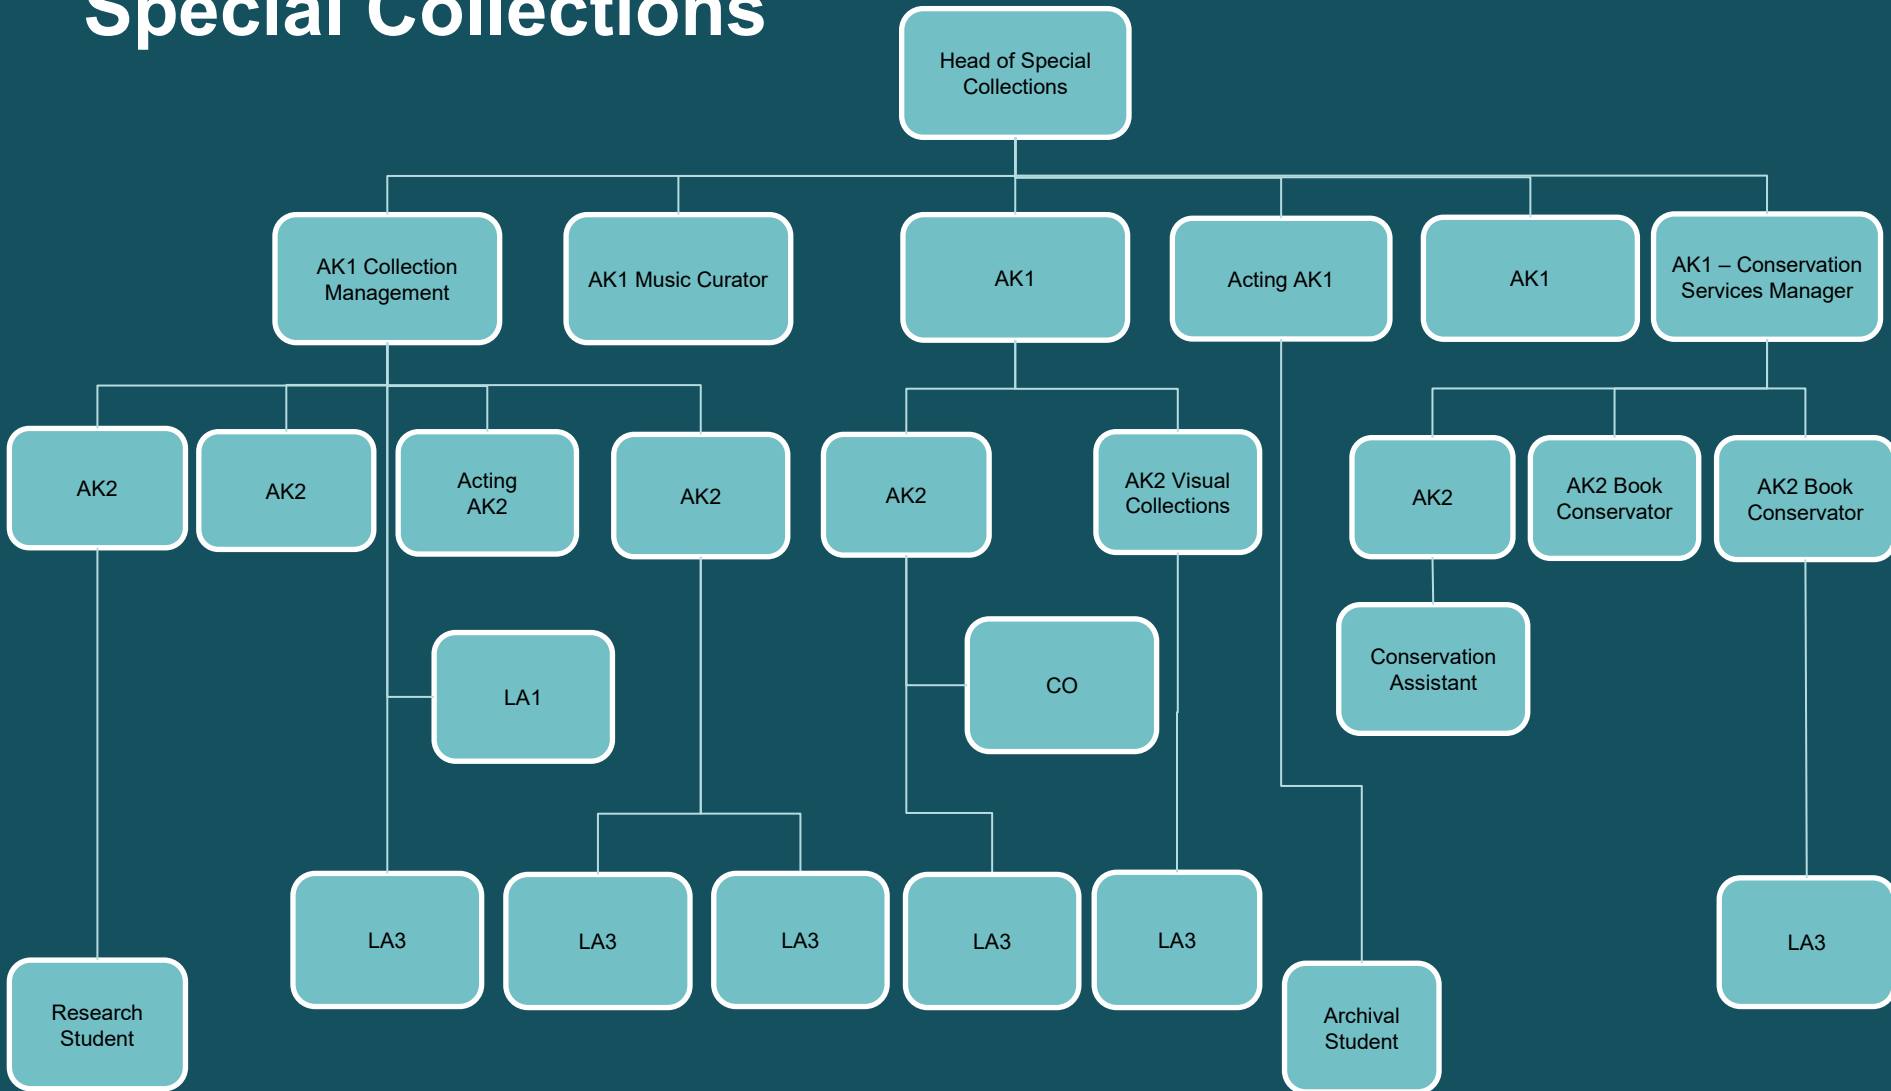 Special Collections
Head of Special
Collections
AK1 Collection
Management
AK1 Music Curator
AK1
Acting AK1
AK1
AK1 – Conservation
Services Manager
AK2
AK2
Acting
AK2
AK2
AK2
AK2 Visual
Collections
AK2
AK2 Book
Conservator
AK2 Book
Conservator
LA1
CO
Conservation
Assistant
LA3
LA3
LA3
LA3
LA3
LA3
Research
Student
Archival
Student